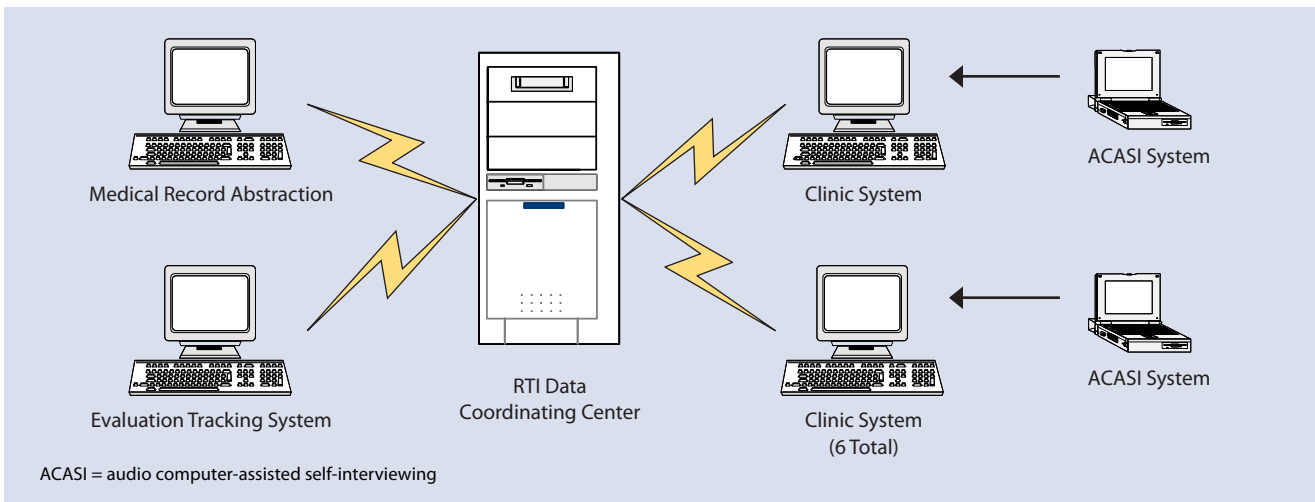 Medical Record Abstraction
Clinic System
ACASI System
Evaluation Tracking System
RTI Data
Coordinating Center
Clinic System
(6 Total)
ACASI System
ACASI = audio computer-assisted self-interviewing